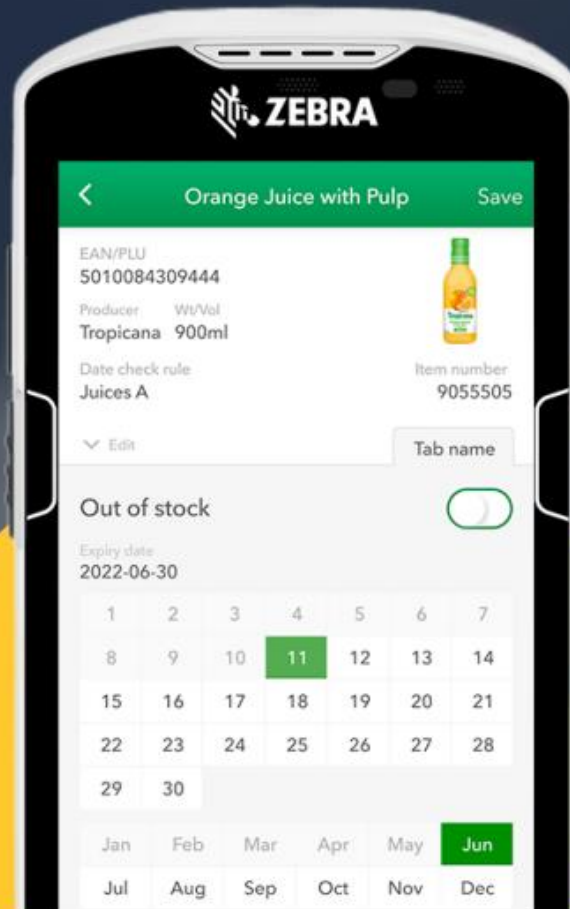 ZEBRA
Orange Juice with Pulp Save
EAN/PLU
5010084309444
Producer Wt/Vol
Tropicana 900ml
Date check rule Item number
Juices A 9055505
Edit Tab name
Out of stock
Expiry date
2022-06-30
1 2 3 4 5 6 7
8 9 10 11 12 13 14
15 16 17 18 19 20 21
22 23 24 25 26 27 28
29 30
Jan Feb Mar Apr May Jun
Jul Aug Sep Oct Nov Dec